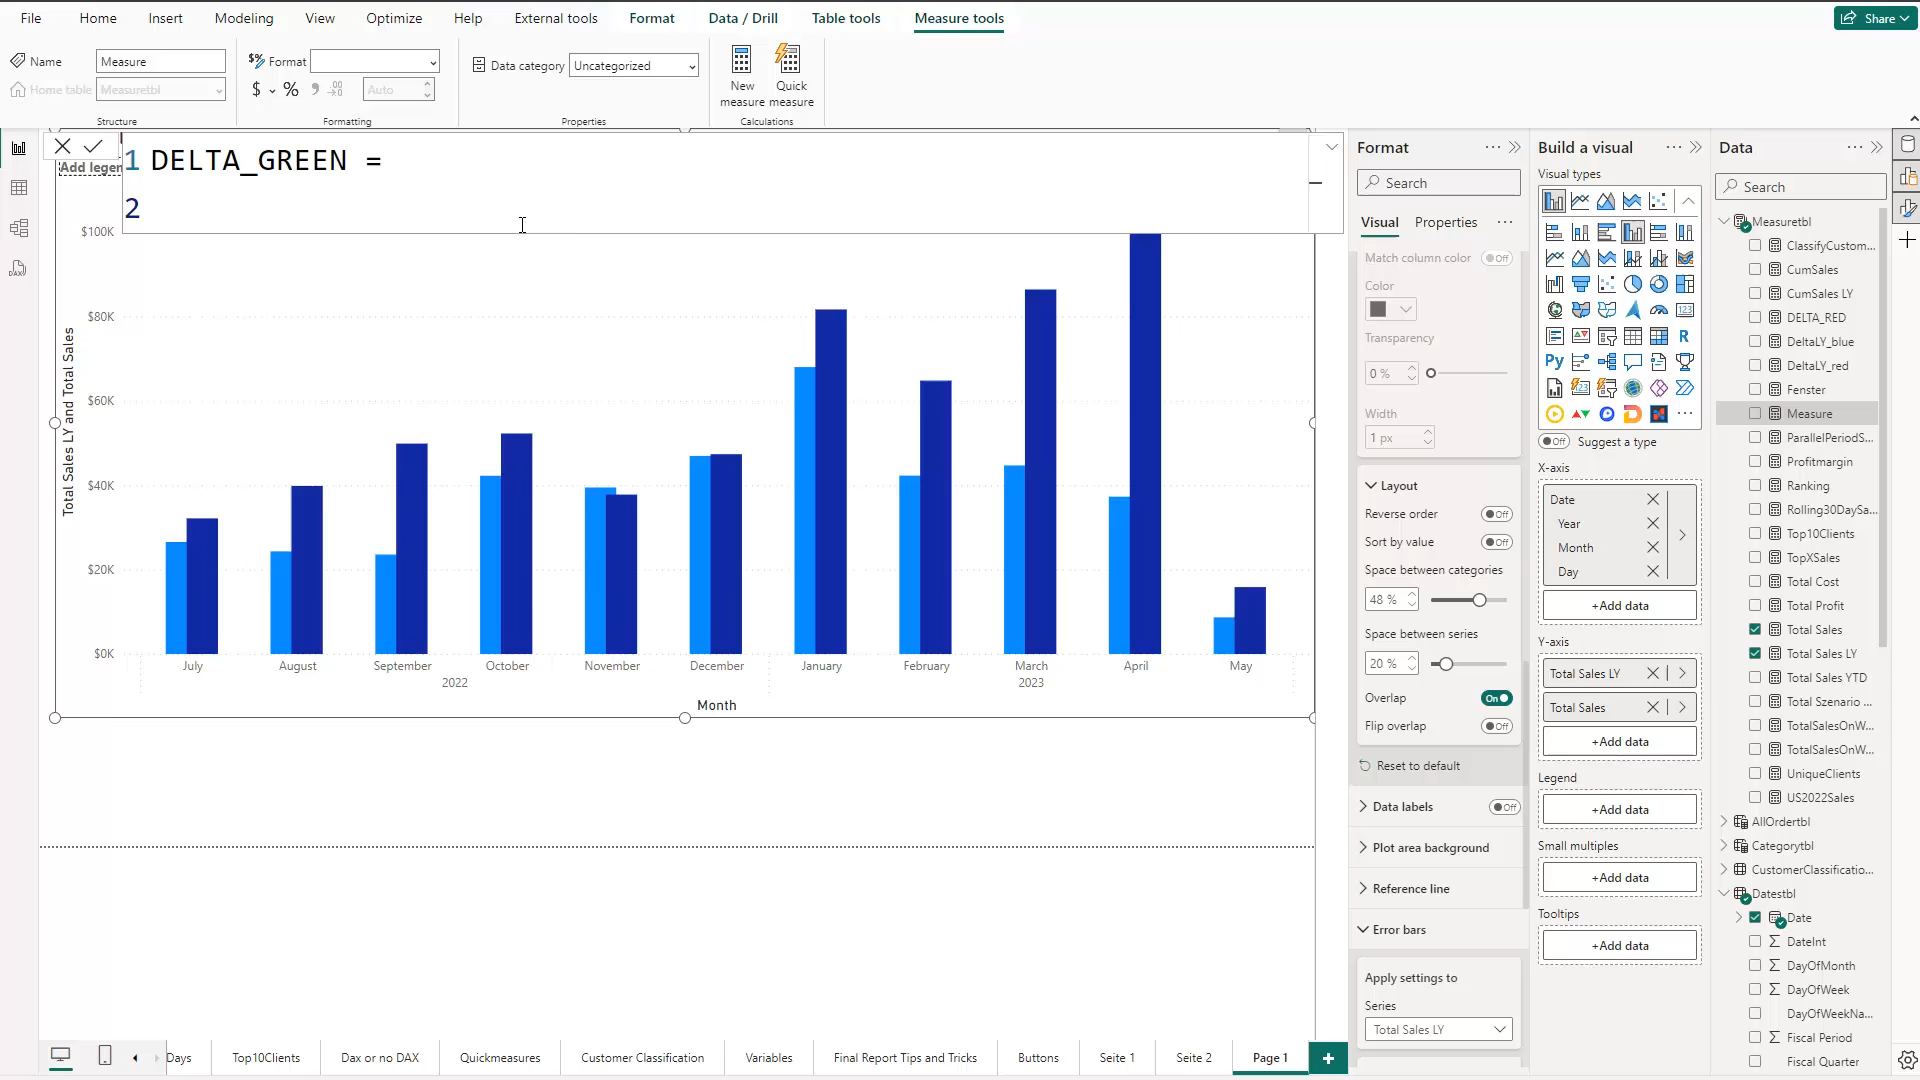 File Home Insert Modeling View Optimize Help External tools Format Data / Drill Table tools Measure tools Share
Name Measure
Home table Measuretbl
Structure
Format
$ % Auto
Formatting
Data category Uncategorized
Properties
New measure
Quick measure
Calculations
1 DELTA_GREEN =
2
Add legen
Total Sales LY and Total Sales
$100K
$80K
$60K
$40K
$20K
$0K
July August September October November December January February March April May
2022 2023
Month
Format
Search
Visual Properties
Match column color Off
Color
Transparency
0 %
Width
1 px
Layout
Reverse order Off
Sort by value Off
Space between categories
48 %
Space between series
20 %
Overlap On
Flip overlap Off
Reset to default
Data labels Off
Plot area background
Reference line
Error bars
Apply settings to
Series
Total Sales LY
Build a visual
Visual types
R
Py
123
Off Suggest a type
X-axis
Date
Year
Month
Day
+Add data
Y-axis
Total Sales LY
Total Sales
+Add data
Legend
+Add data
Small multiples
+Add data
Tooltips
+Add data
Data
Search
Measuretbl
ClassifyCustom...
CumSales
CumSales LY
DELTA_RED
DeltaLY_blue
DeltaLY_red
Fenster
Measure
ParallelPeriodS...
Profitmargin
Ranking
Rolling30DaySa...
Top10Clients
TopXSales
Total Cost
Total Profit
Total Sales
Total Sales LY
Total Sales YTD
Total Szenario ...
TotalSalesOnW...
TotalSalesOnW...
UniqueClients
US2022Sales
AllOrdertbl
Categorytbl
CustomerClassificatio...
Datestbl
Date
DateInt
DayOfMonth
DayOfWeek
DayOfWeekNa...
Fiscal Period
Fiscal Quarter
Days Top10Clients Dax or no DAX Quickmeasures Customer Classification Variables Final Report Tips and Tricks Buttons Seite 1 Seite 2 Page 1 +